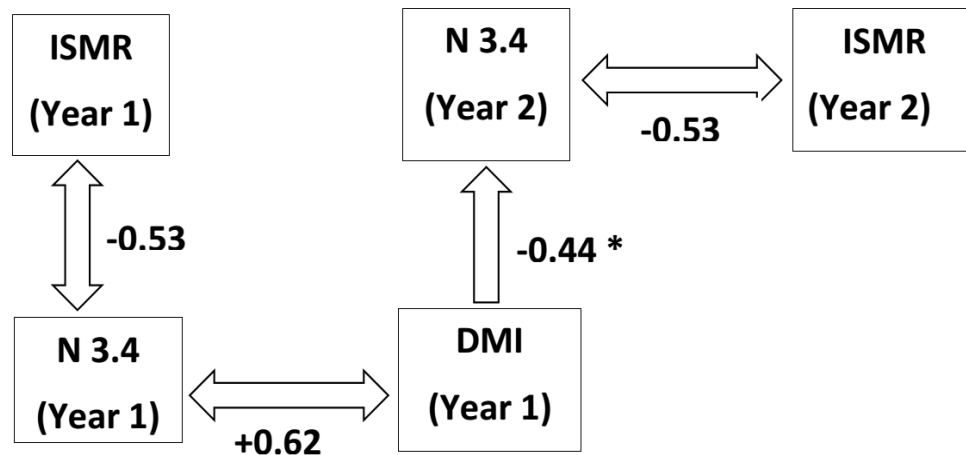 ISMR
(Year 1)
N 3.4
(Year 2)
ISMR
(Year 2)
-0.53
-0.53
-0.44 *
N 3.4
(Year 1)
DMI
(Year 1)
+0.62